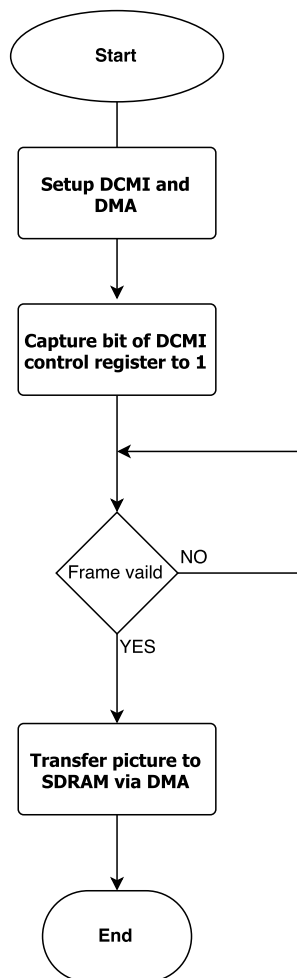 Start
Setup DCMI and
DMA
Capture bit of DCMI
control register to 1
Frame vaild
NO
YES
Transfer picture to
SDRAM via DMA
End